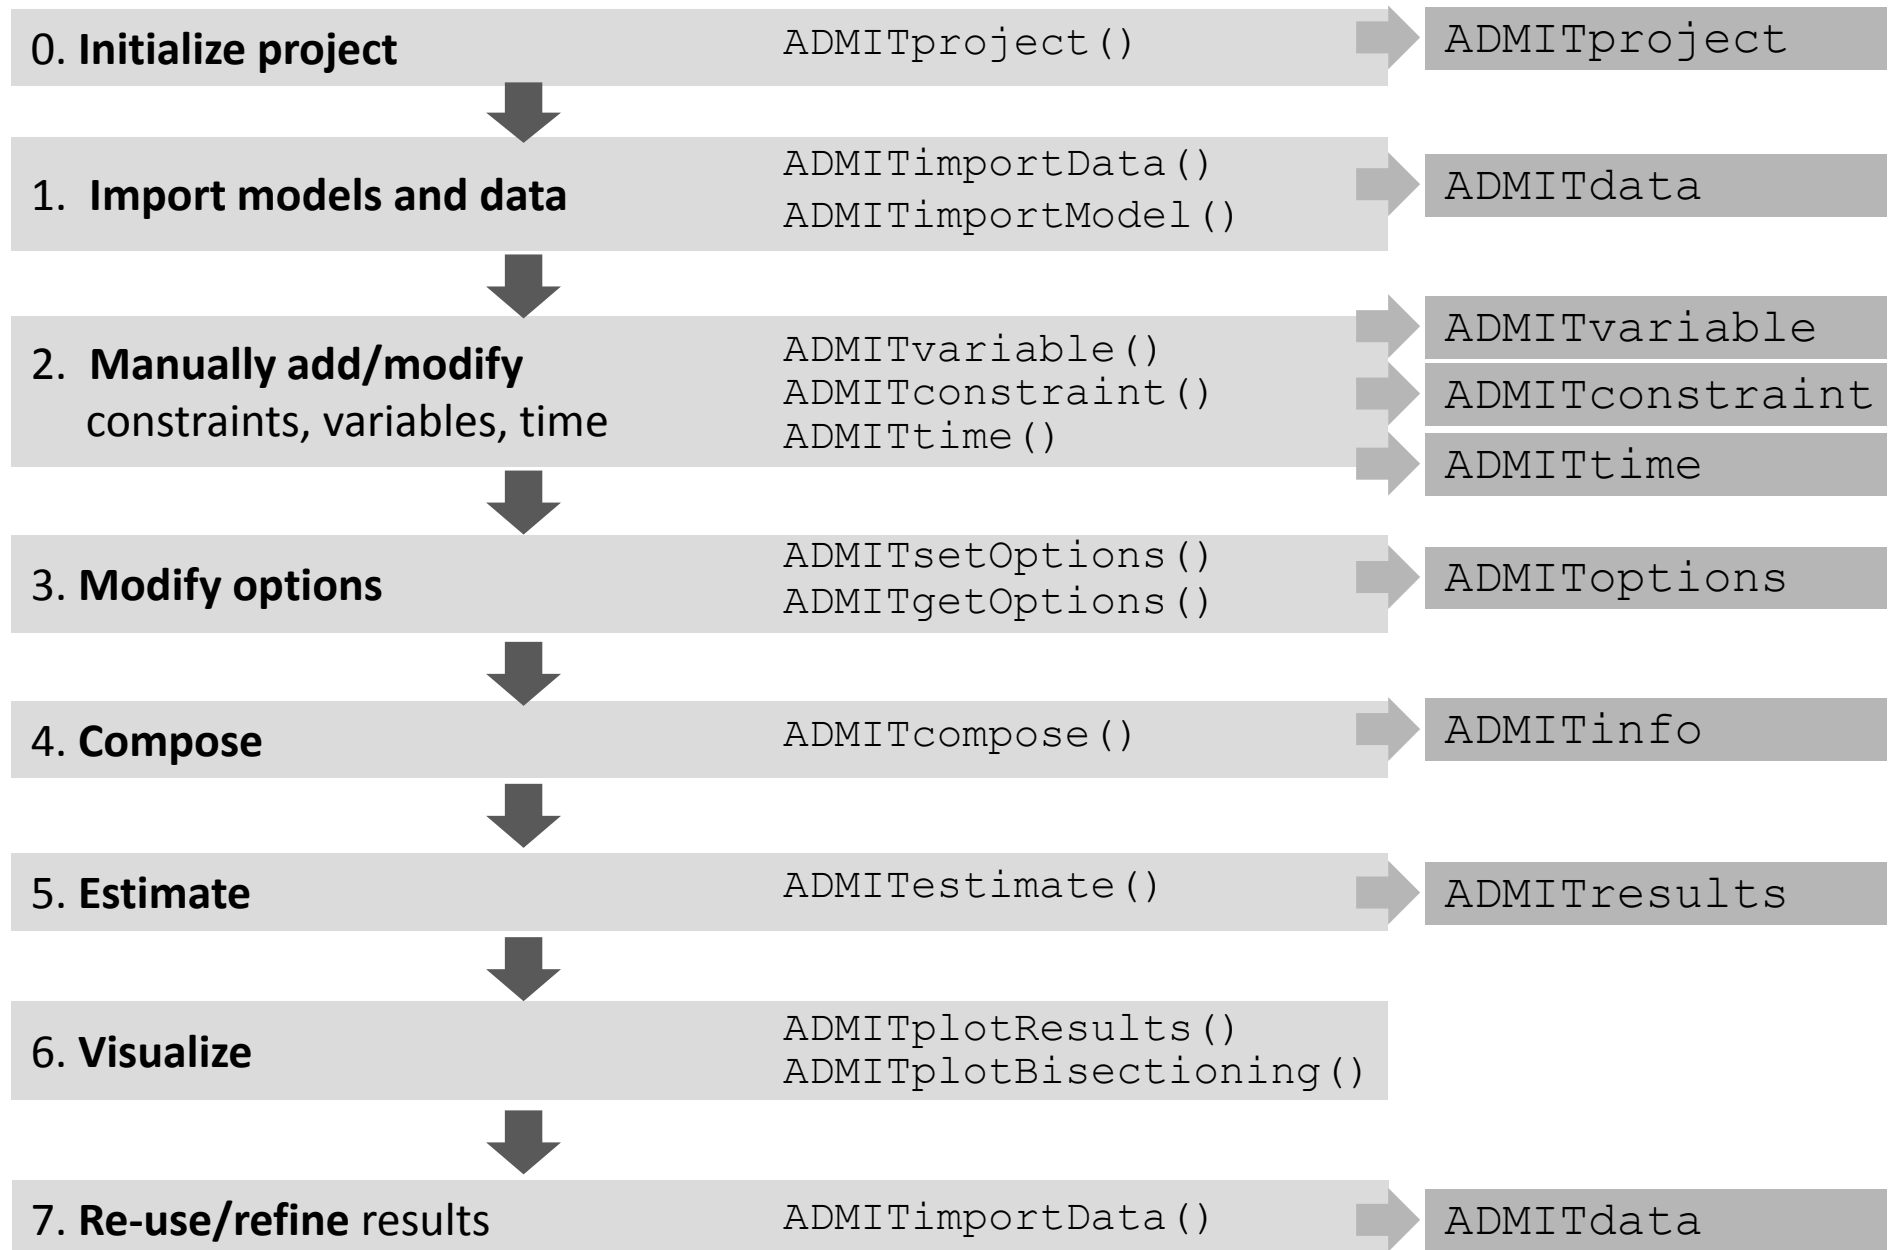 0. Initialize project
ADMITproject()
ADMITproject
1. Import models and data
ADMITimportData()
ADMITimportModel()
ADMITdata
2. Manually add/modify
constraints, variables, time
ADMITvariable()
ADMITconstraint()
ADMITtime()
ADMITvariable
ADMITconstraint
ADMITtime
3. Modify options
ADMITsetOptions()
ADMITgetOptions()
ADMIToptions
4. Compose
ADMITcompose()
ADMITinfo
5. Estimate
ADMITestimate()
ADMITresults
6. Visualize
ADMITplotResults()
ADMITplotBisectioning()
7. Re-use/refine results
ADMITimportData()
ADMITdata